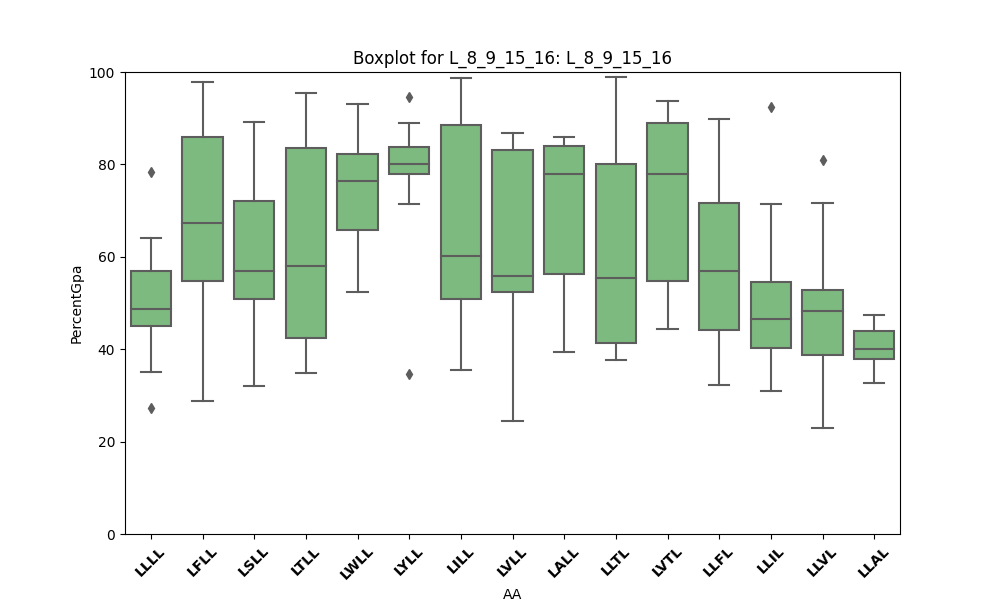 Boxplot for L_8_9_15_16: L_8_9_15_16
100
80
60
40
20
0
PercentGpa
LLLL LFLL LSLL LTLL LWLL LYLL LILL LVLL LALL LLTL LVTL LLFL LLIL LLVL LLAL
AA